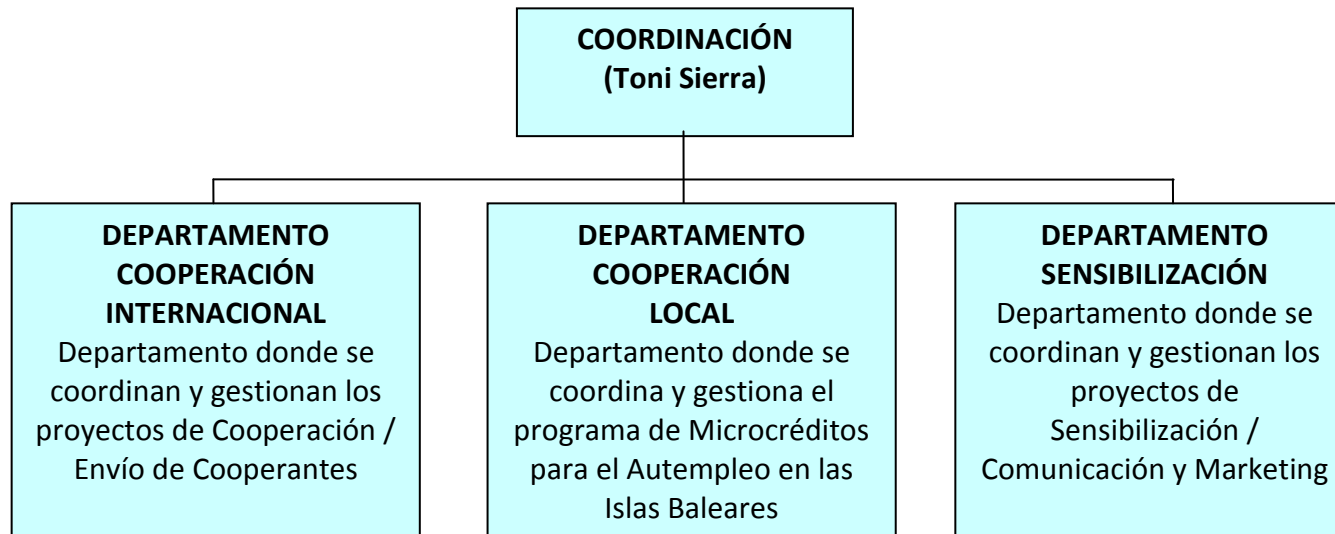 COORDINACIÓN
(Toni Sierra)
DEPARTAMENTO
COOPERACIÓN
INTERNACIONAL
Departamento donde se
coordinan y gestionan los
proyectos de Cooperación /
Envío de Cooperantes
DEPARTAMENTO
COOPERACIÓN
LOCAL
Departamento donde se
coordina y gestiona el
programa de Microcréditos
para el Autempleo en las
Islas Baleares
DEPARTAMENTO
SENSIBILIZACIÓN
Departamento donde se
coordinan y gestionan los
proyectos de
Sensibilización /
Comunicación y Marketing